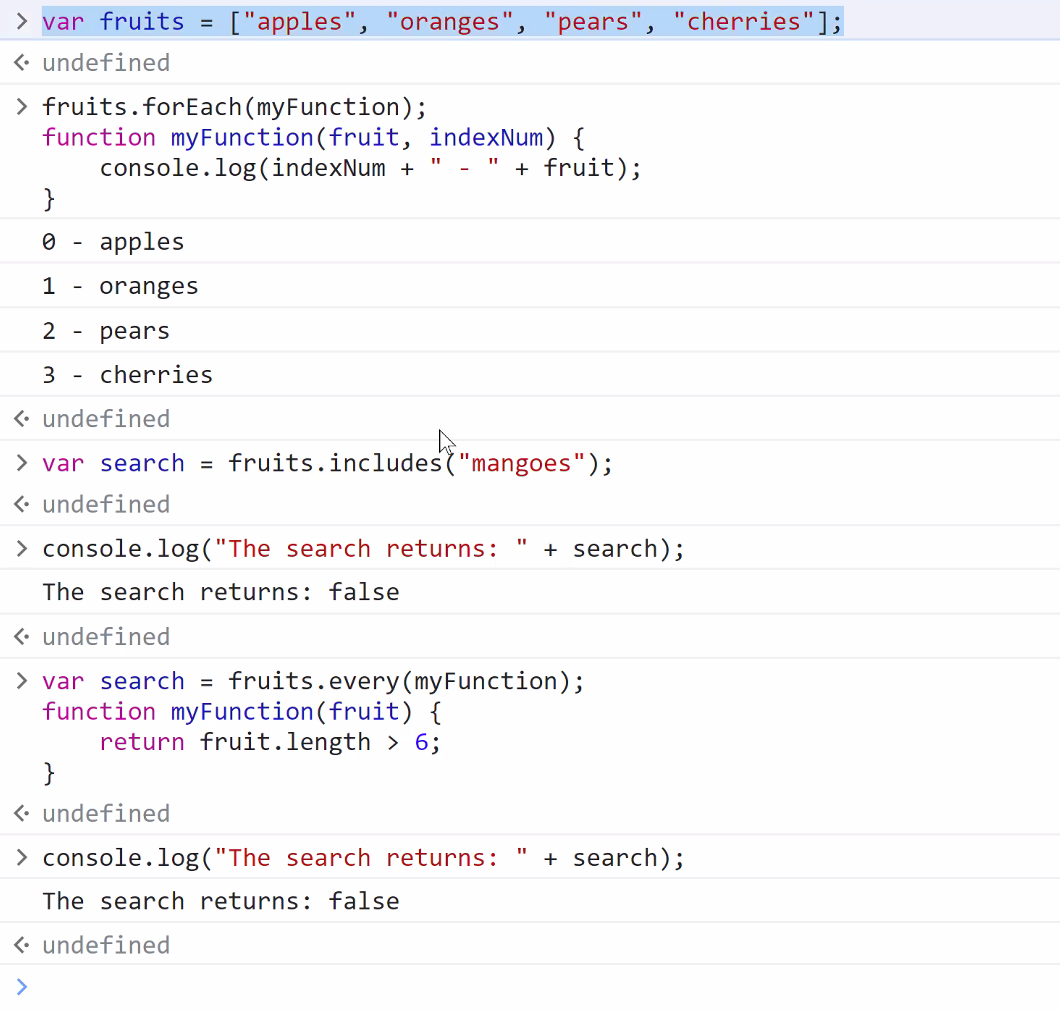 > var fruits = ["apples", "oranges", "pears", "cherries"];
undefined
> fruits.forEach(myFunction);
function myFunction(fruit, indexNum) {
    console.log(indexNum + " - " + fruit);
}
0 - apples
1 - oranges
2 - pears
3 - cherries
undefined
> var search = fruits.includes("mangoes");
undefined
> console.log("The search returns: " + search);
The search returns: false
undefined
> var search = fruits.every(myFunction);
function myFunction(fruit) {
    return fruit.length > 6;
}
undefined
> console.log("The search returns: " + search);
The search returns: false
undefined
>